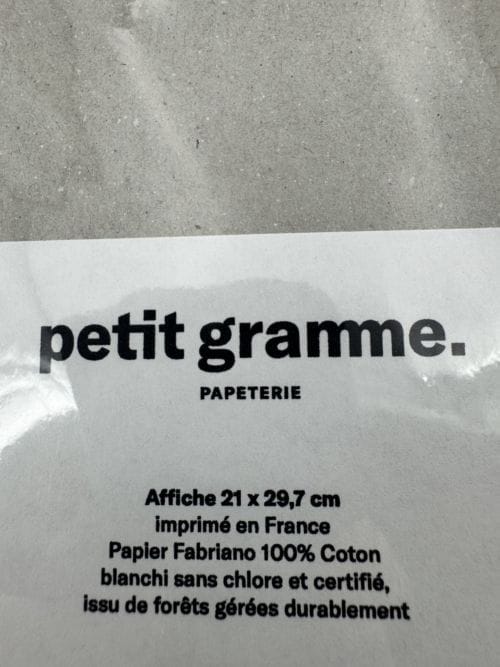 petit gramme.
PAPETERIE
Affiche 21 x 29,7 cm
imprimé en France
Papier Fabriano 100% Coton
blanchi sans chlore et certifié,
issu de forêts gérées durablement